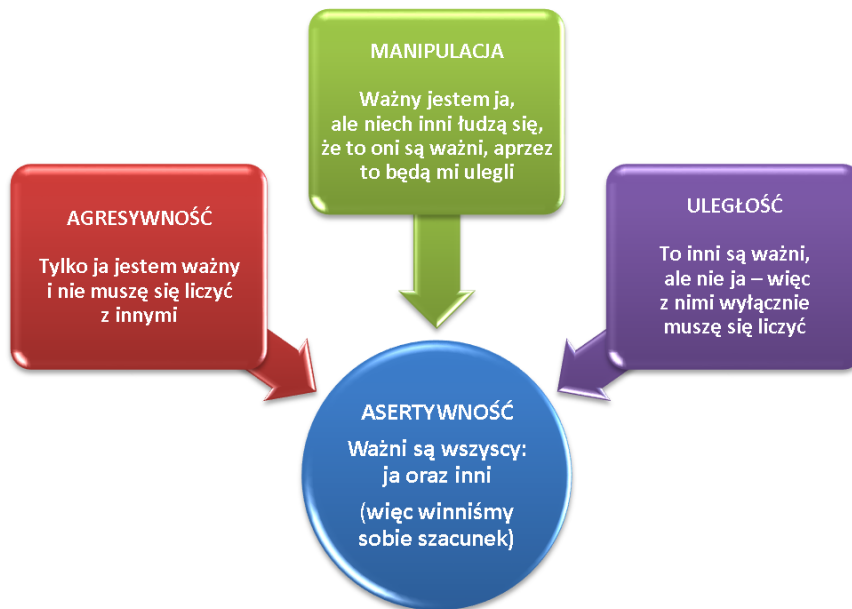 MANIPULACJA
Ważny jestem ja,
ale niech inni łudzą się,
że to oni są ważni, aprzez
to będą mi ulegli
AGRESYWNOŚĆ
Tylko ja jestem ważny
i nie muszę się liczyć
z innymi
ULEGŁOŚĆ
To inni są ważni,
ale nie ja – więc
z nimi wyłącznie
muszę się liczyć
ASERTYWNOŚĆ
Ważni są wszyscy:
ja oraz inni
(więc winniśmy
sobie szacunek)